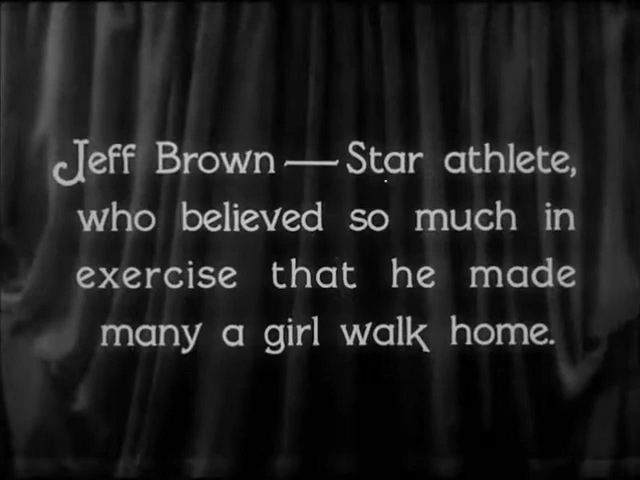 Jeff Brown — Star athlete,
who believed so much in
exercise that he made
many a girl walk home.